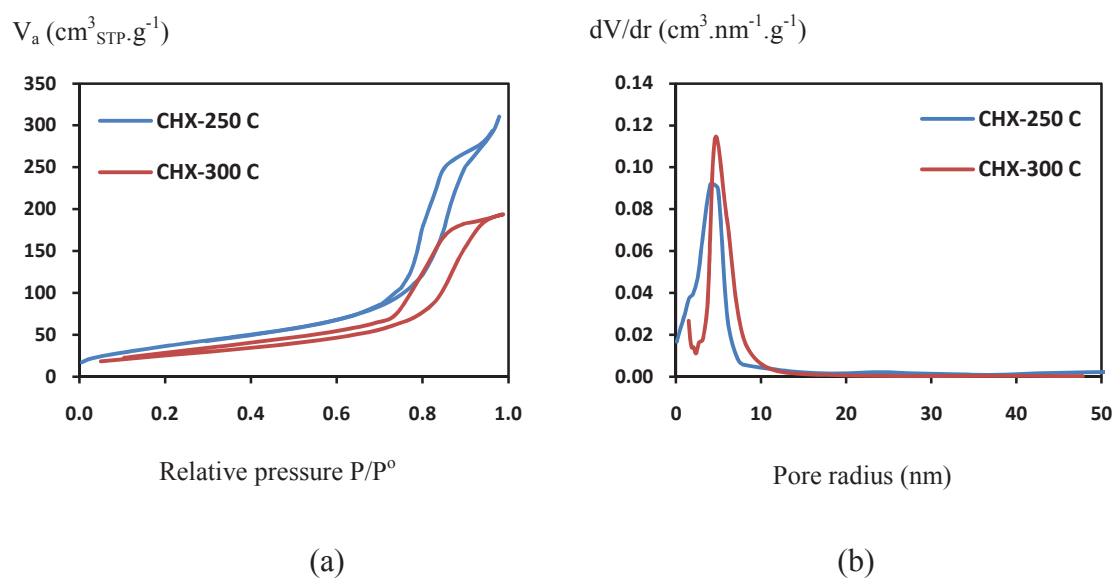 Vₐ (cm³STP.g⁻¹)
350
300
250
200
150
100
50
0
CHX-250 C
CHX-300 C
0.0 0.2 0.4 0.6 0.8 1.0
Relative pressure P/Pᵒ
(a)
dV/dr (cm³.nm⁻¹.g⁻¹)
0.14
0.12
0.10
0.08
0.06
0.04
0.02
0.00
CHX-250 C
CHX-300 C
0 10 20 30 40 50
Pore radius (nm)
(b)